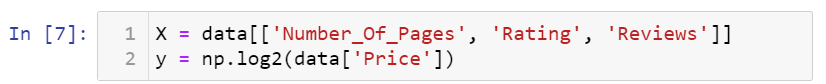 In [7]:
1 X = data[['Number_Of_Pages', 'Rating', 'Reviews']]
2 y = np.log2(data['Price'])